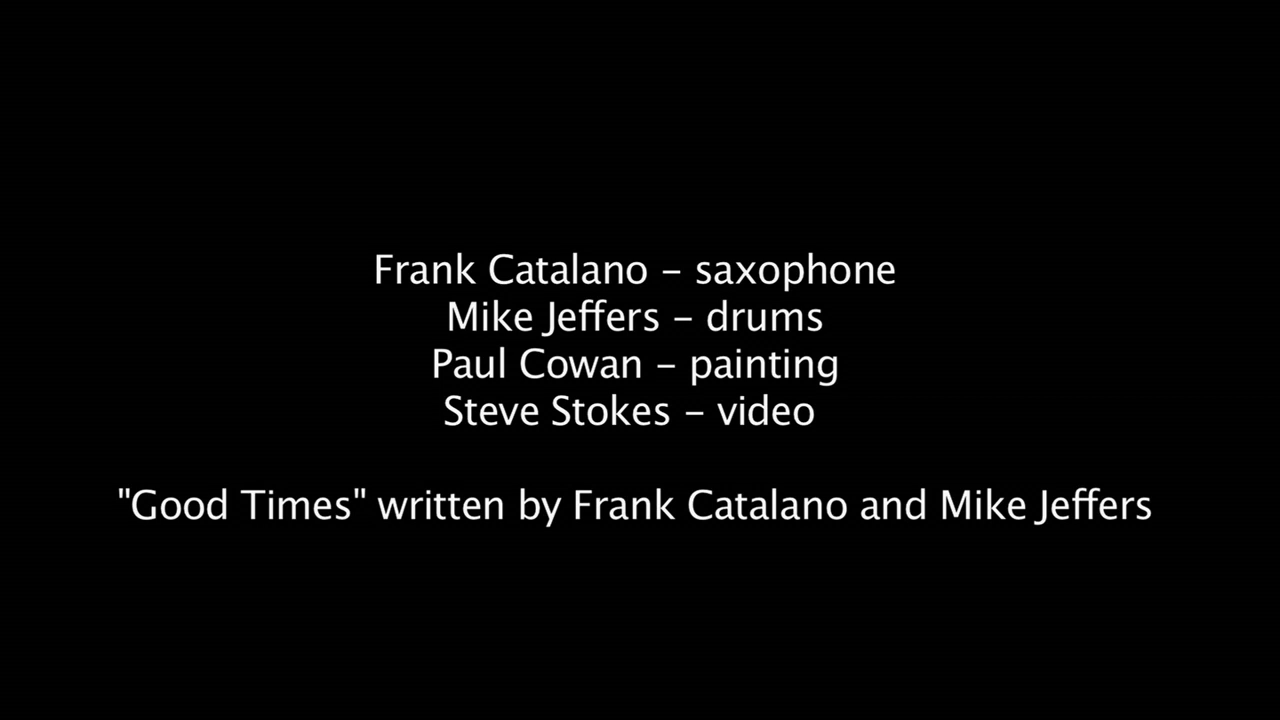 Frank Catalano – saxophone
Mike Jeffers – drums
Paul Cowan – painting
Steve Stokes – video
"Good Times" written by Frank Catalano and Mike Jeffers